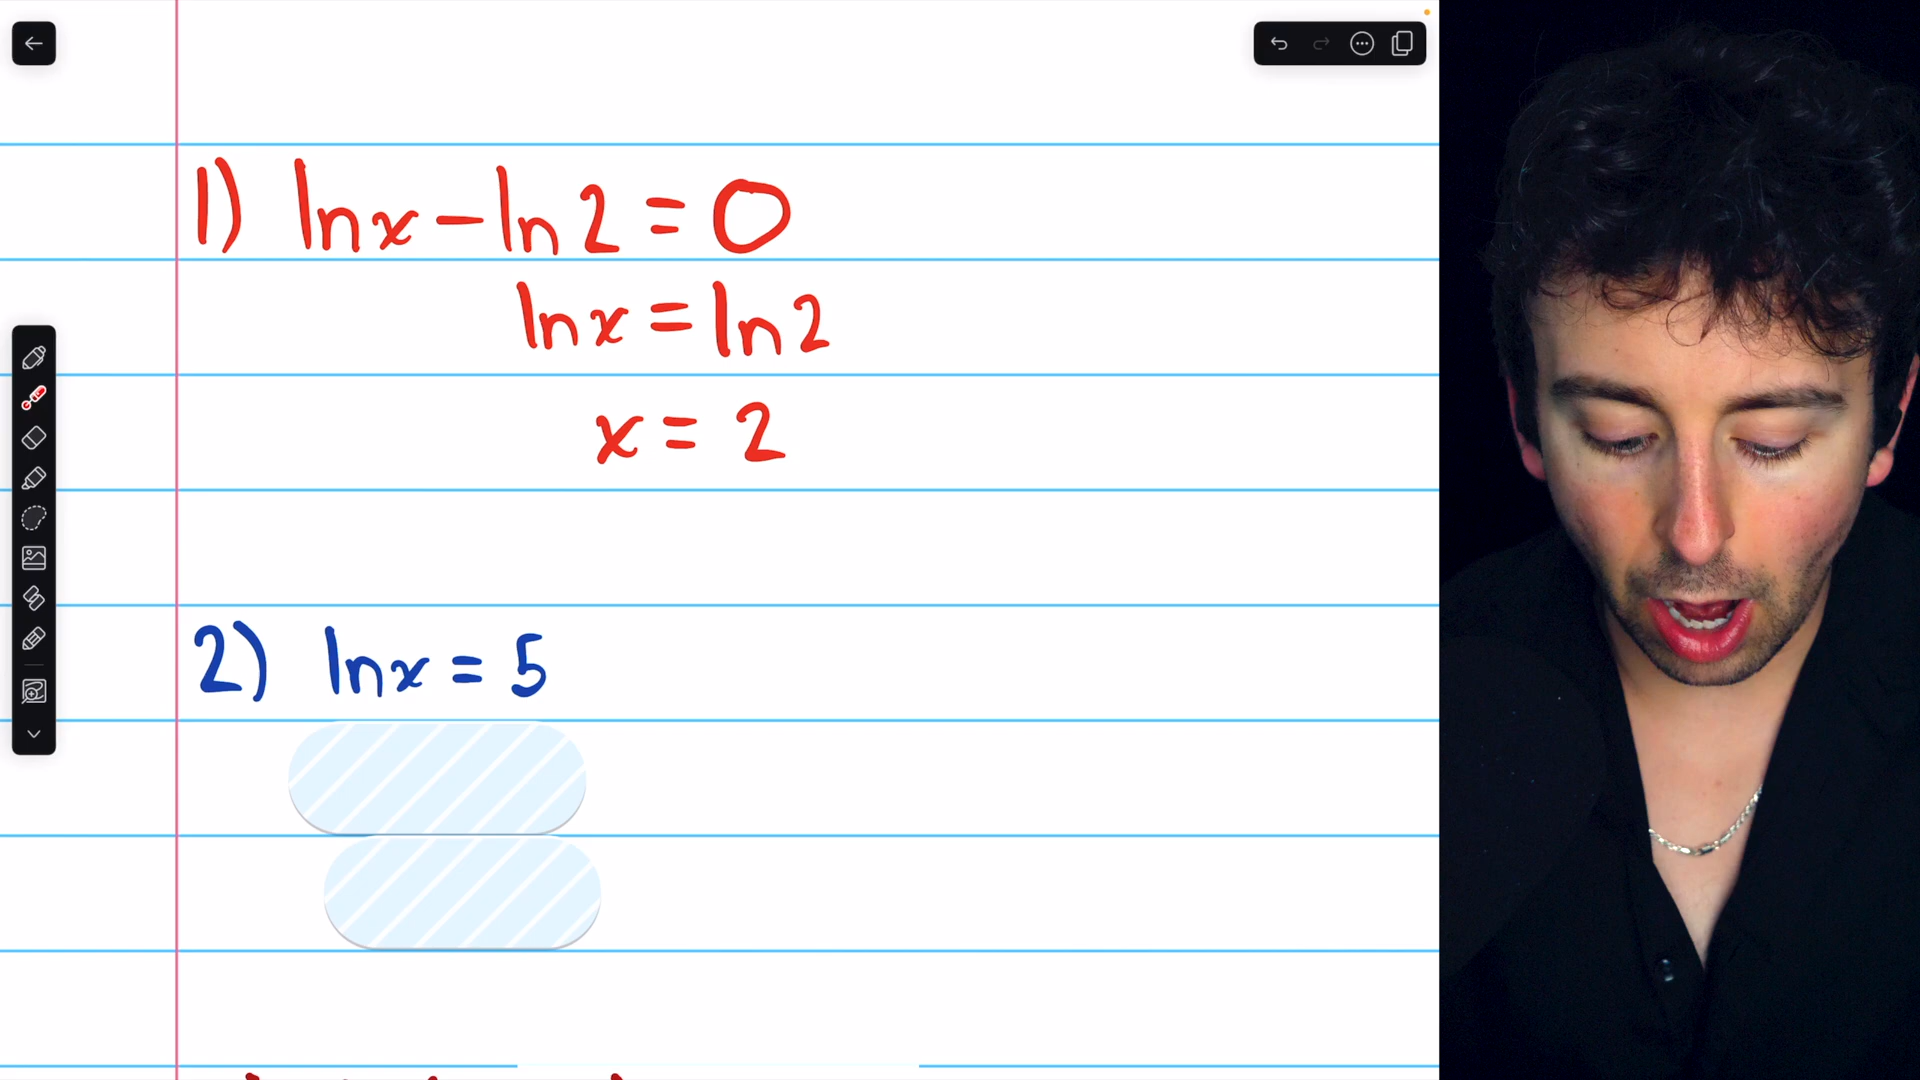 1) ln x - ln 2 = 0
ln x = ln 2
x = 2
2) ln x = 5